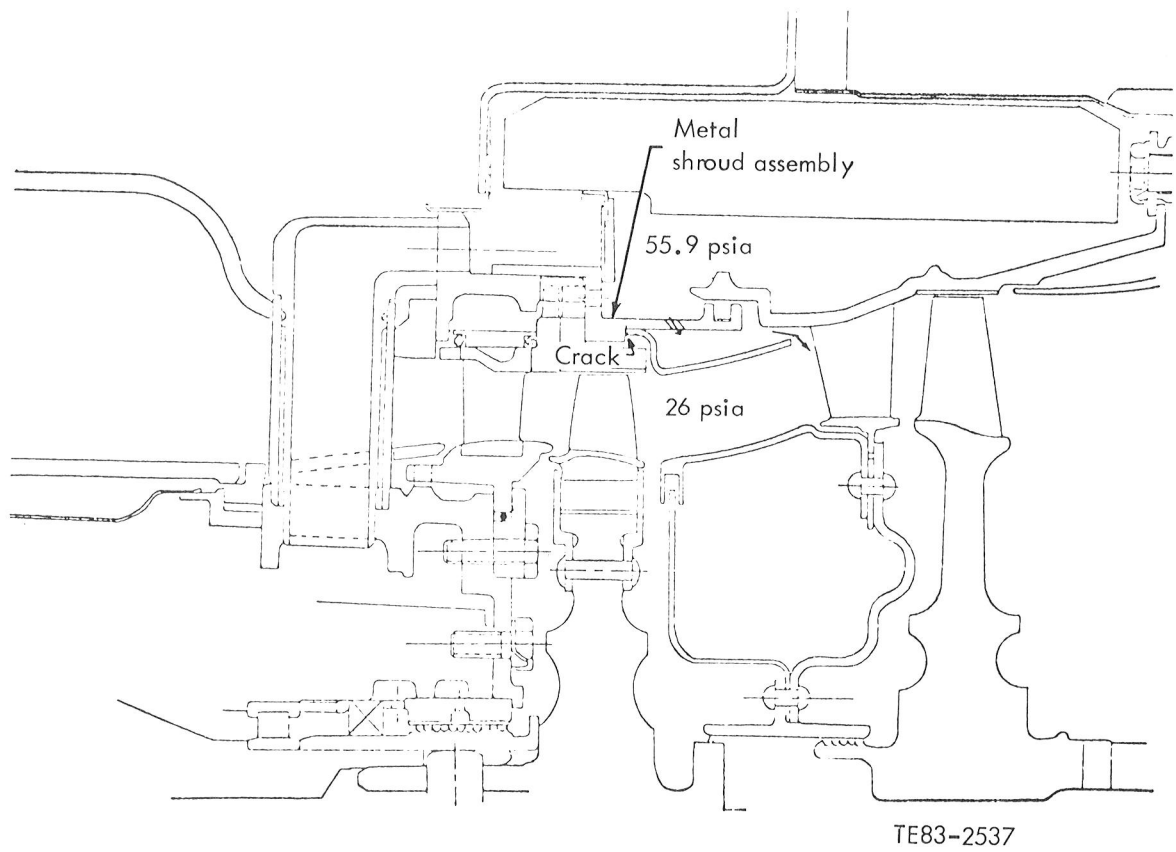 Metal
shroud assembly
55.9 psia
Crack
26 psia
TE83-2537